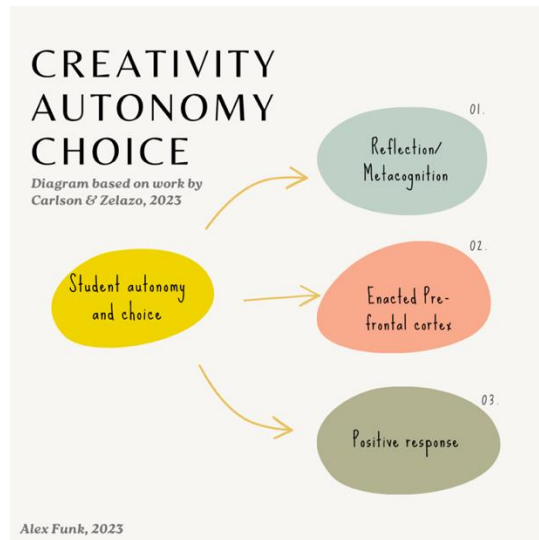 CREATIVITY
AUTONOMY
CHOICE
Diagram based on work by
Carlson & Zelazo, 2023
01.
Reflection/
Metacognition
Student autonomy
and choice
02.
Enacted Pre-
frontal cortex
03.
Positive response
Alex Funk, 2023